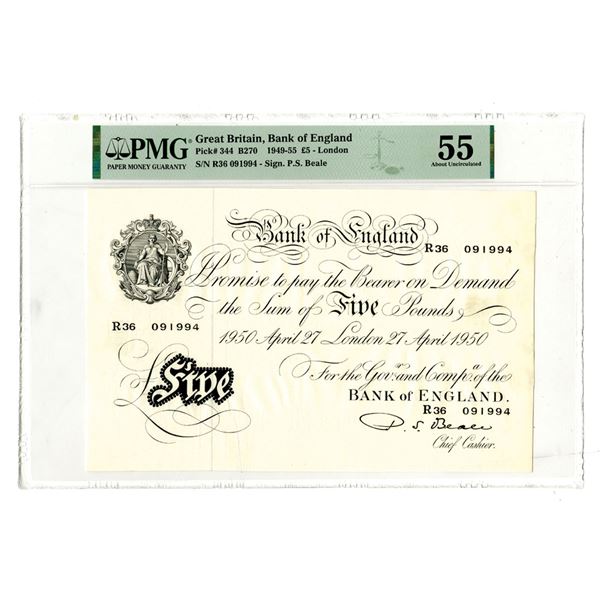 PMG®
PAPER MONEY GUARANTY
Great Britain, Bank of England
Pick# 344 B270 1949-55 £5 - London
S/N R36 091994 - Sign. P.S. Beale
55
About Uncirculated
Bank of England
R36 091994
I Promise to pay the Bearer on Demand
the Sum of Five Pounds
R36 091994
1950 April 27 London 27 April 1950
£Five
For the Govr. and Compa. of the
BANK of ENGLAND.
R36 091994
P. S. Beale
Chief Cashier.